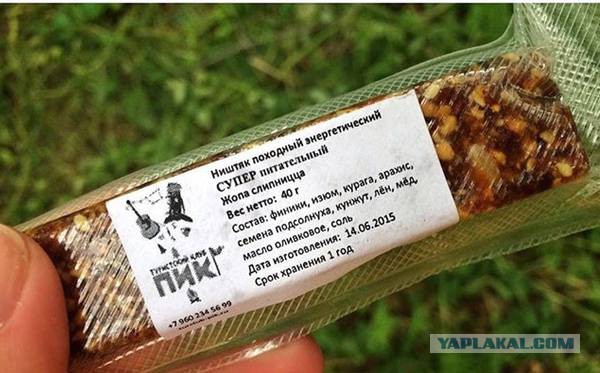 Ништяк походный энергетический
СУПЕР питательный
Жопа слипницца
Вес нетто: 40 г
Состав: финики, изюм, курага, арахис,
семена подсолнуха, кунжут, лён, мёд,
масло оливковое, соль
Дата изготовления: 14.06.2015
Срок хранения 1 год
ТУРИСТСКИЙ КЛУБ
ПИК
+7 960 234 56 99
YAPLAKAL.COM